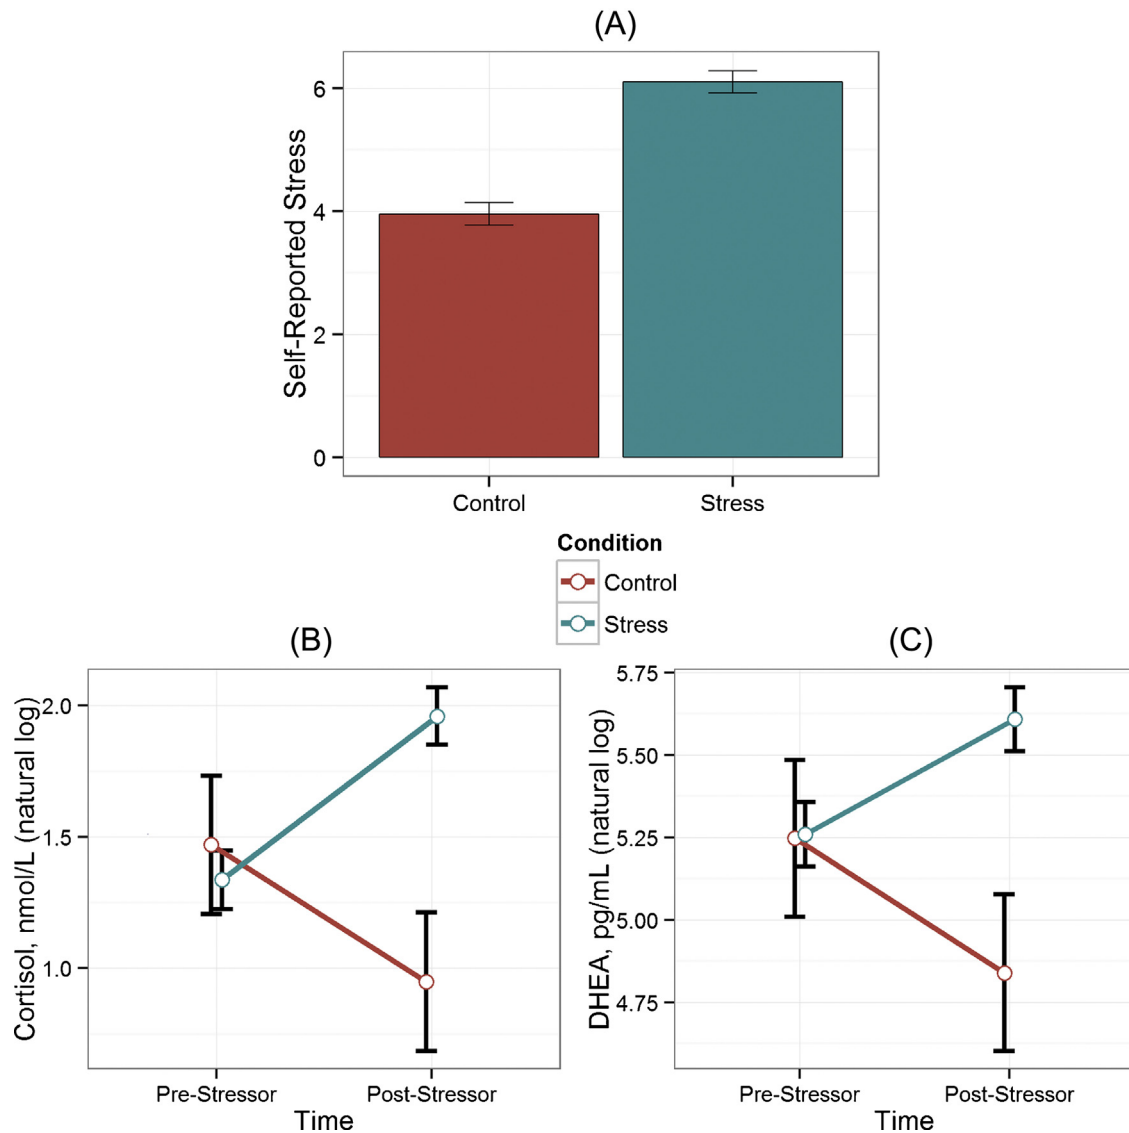 (A)
Self-Reported Stress
6
4
2
0
Control
Stress
Condition
Control
Stress
(B)
Cortisol, nmol/L (natural log)
2.0
1.5
1.0
Pre-Stressor
Post-Stressor
Time
(C)
DHEA, pg/mL (natural log)
5.75
5.50
5.25
5.00
4.75
Pre-Stressor
Post-Stressor
Time